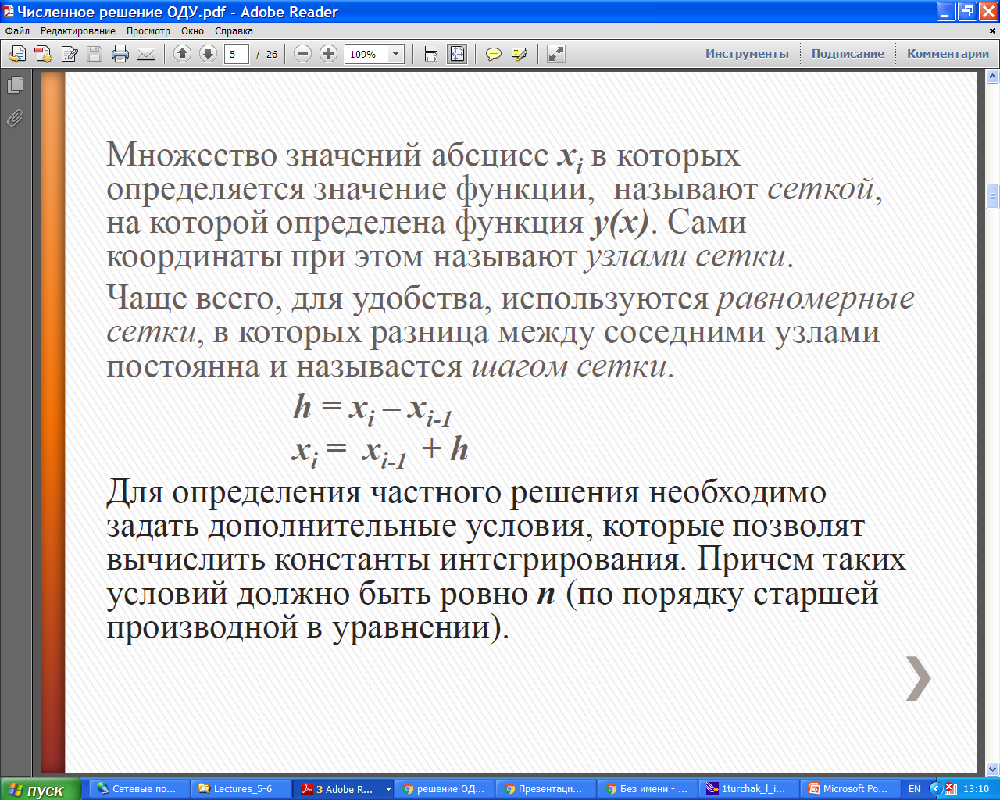 Численное решение ОДУ.pdf - Adobe Reader
Файл Редактирование Просмотр Окно Справка
5 / 26 109% Инструменты Подписание Комментарии
Множество значений абсцисс xi в которых
определяется значение функции, называют сеткой,
на которой определена функция y(x). Сами
координаты при этом называют узлами сетки.
Чаще всего, для удобства, используются равномерные
сетки, в которых разница между соседними узлами
постоянна и называется шагом сетки.
h = xi – xi-1
xi = xi-1 + h
Для определения частного решения необходимо
задать дополнительные условия, которые позволят
вычислить константы интегрирования. Причем таких
условий должно быть ровно n (по порядку старшей
производной в уравнении).
пуск Сетевые по... Lectures_5-6 3 Adobe R... решение ОД... Презентаци... Без имени - ... 1turchak_l_i... Microsoft Po... EN 13:10